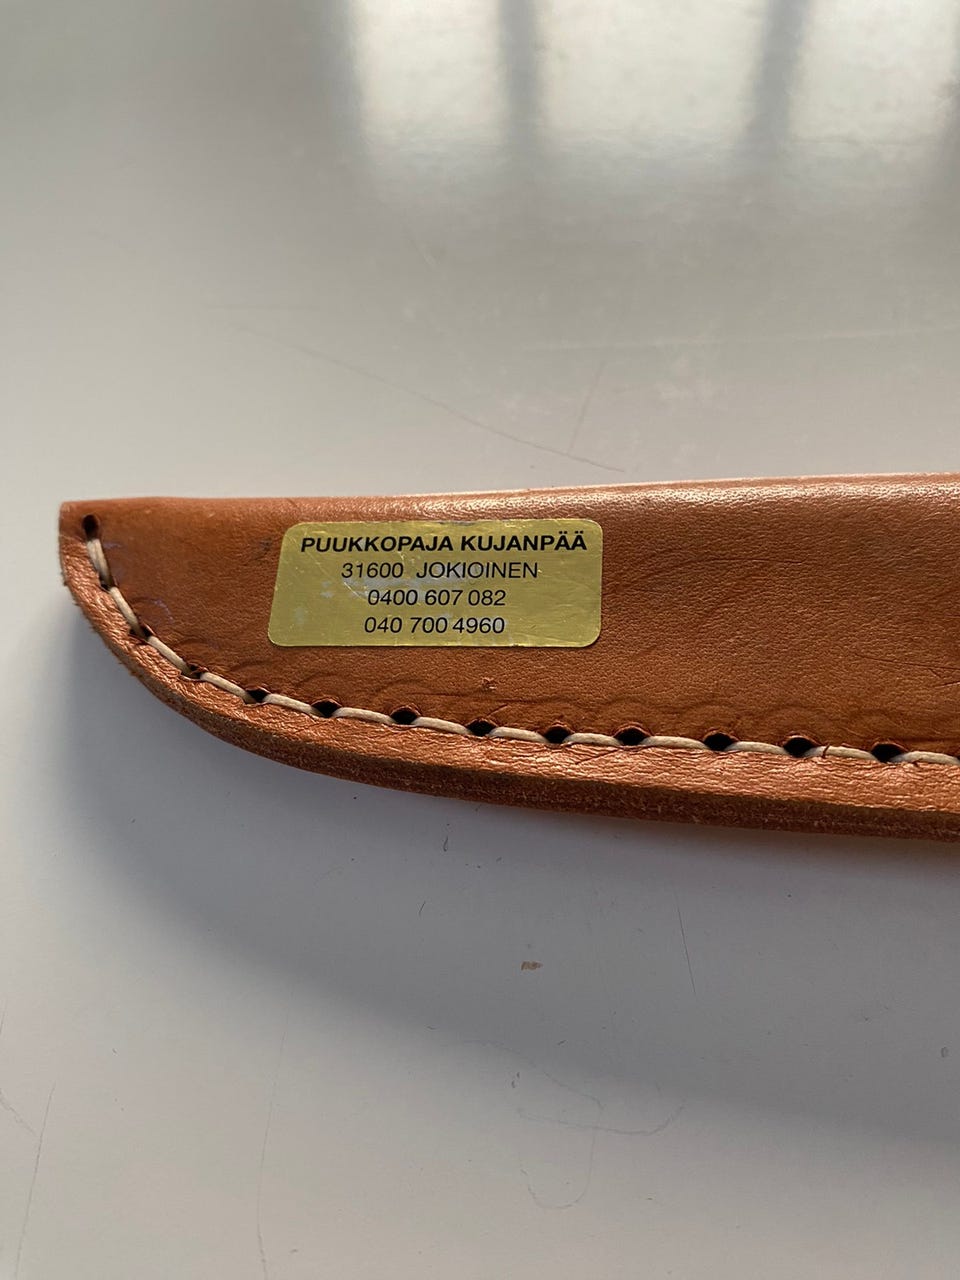 PUUKKOPAJA KUJANPÄÄ
31600 JOKIOINEN
0400 607 082
040 700 4960